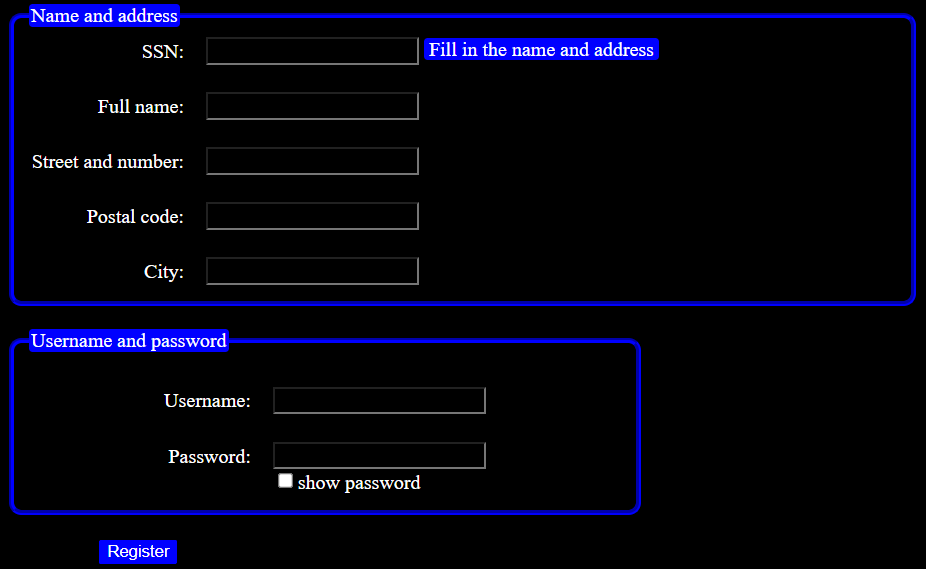 Name and address
SSN: Fill in the name and address
Full name:
Street and number:
Postal code:
City:
Username and password
Username:
Password:
show password
Register